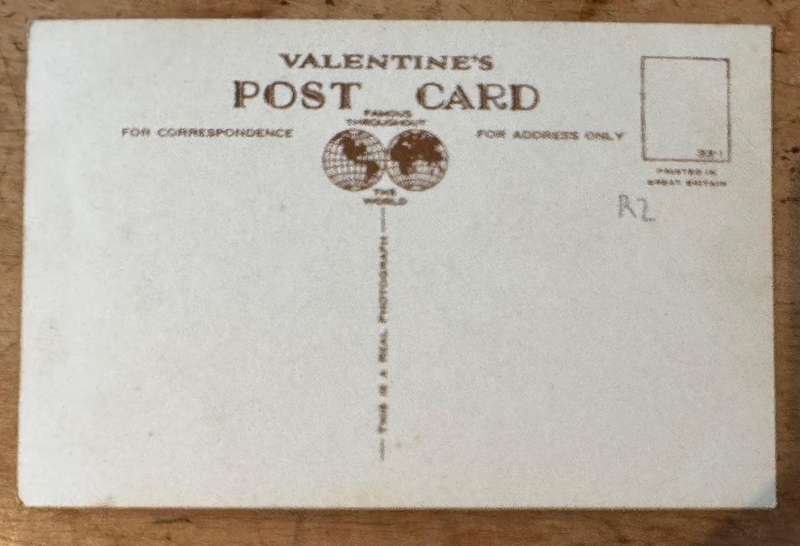 VALENTINE'S
POST CARD
FAMOUS
THROUGHOUT
FOR CORRESPONDENCE
FOR ADDRESS ONLY
THE
WORLD
PRINTED IN
GREAT BRITAIN
R2
THIS IS A REAL PHOTOGRAPH